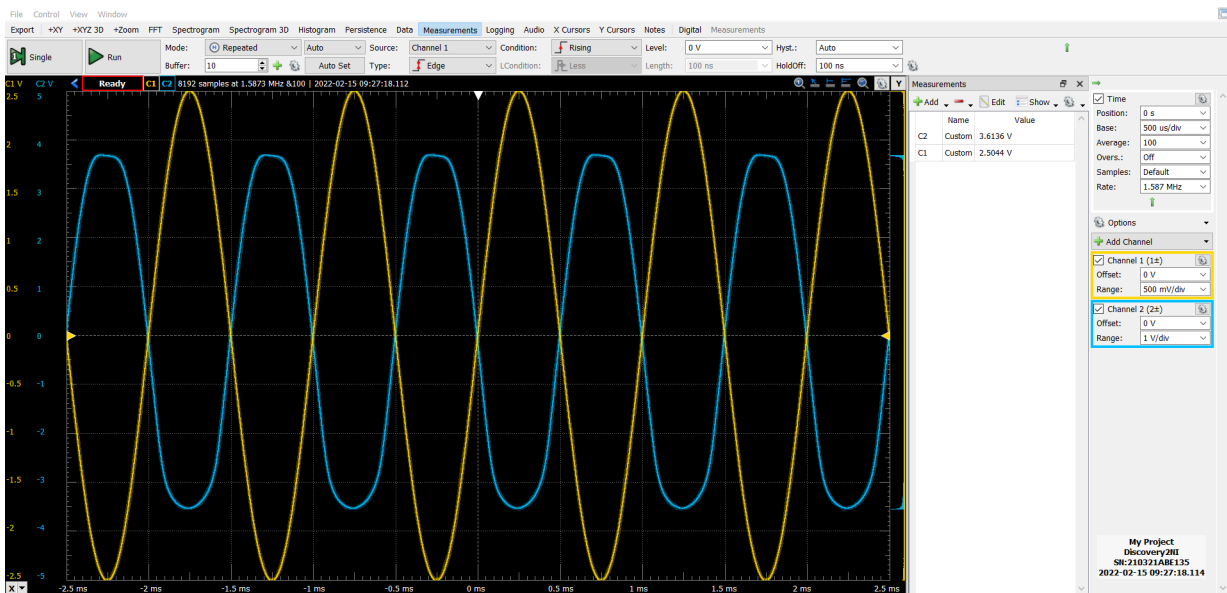 File Control View Window
Export +XY +XYZ 3D +Zoom FFT Spectrogram Spectrogram 3D Histogram Persistence Data Measurements Logging Audio X Cursors Y Cursors Notes Digital Measurements
Single Run Mode: Repeated Auto Source: Channel 1 Condition: Rising Level: 0 V Hyst.: Auto
Buffer: 10 Auto Set Type: Edge LCondition: Less Length: 100 ns HoldOff: 100 ns
C1 V C2 V Ready C1 C2 8192 samples at 1.5873 MHz &100 | 2022-02-15 09:27:18.112 Y
2.5 5
2 4
1.5 3
1 2
0.5 1
0 0
-0.5 -1
-1 -2
-1.5 -3
-2 -4
-2.5 -5
X -2.5 ms -2 ms -1.5 ms -1 ms -0.5 ms 0 ms 0.5 ms 1 ms 1.5 ms 2 ms 2.5 ms
Measurements
Add Edit Show
Name Value
C2 Custom 3.6136 V
C1 Custom 2.5044 V
Time
Position: 0 s
Base: 500 us/div
Average: 100
Overs.: Off
Samples: Default
Rate: 1.587 MHz
Options
Add Channel
Channel 1 (1±)
Offset: 0 V
Range: 500 mV/div
Channel 2 (2±)
Offset: 0 V
Range: 1 V/div
My Project
Discovery2NI
SN:210321ABE135
2022-02-15 09:27:18.114